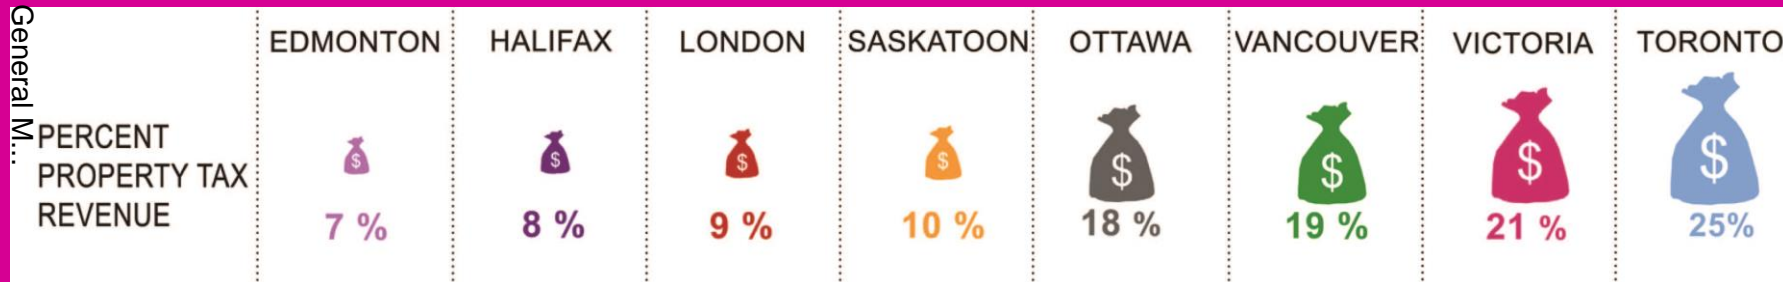 General M...
EDMONTON HALIFAX LONDON SASKATOON OTTAWA VANCOUVER VICTORIA TORONTO
PERCENT
PROPERTY TAX
REVENUE
$ $ $ $ $ $ $ $
7 % 8 % 9 % 10 % 18 % 19 % 21 % 25%